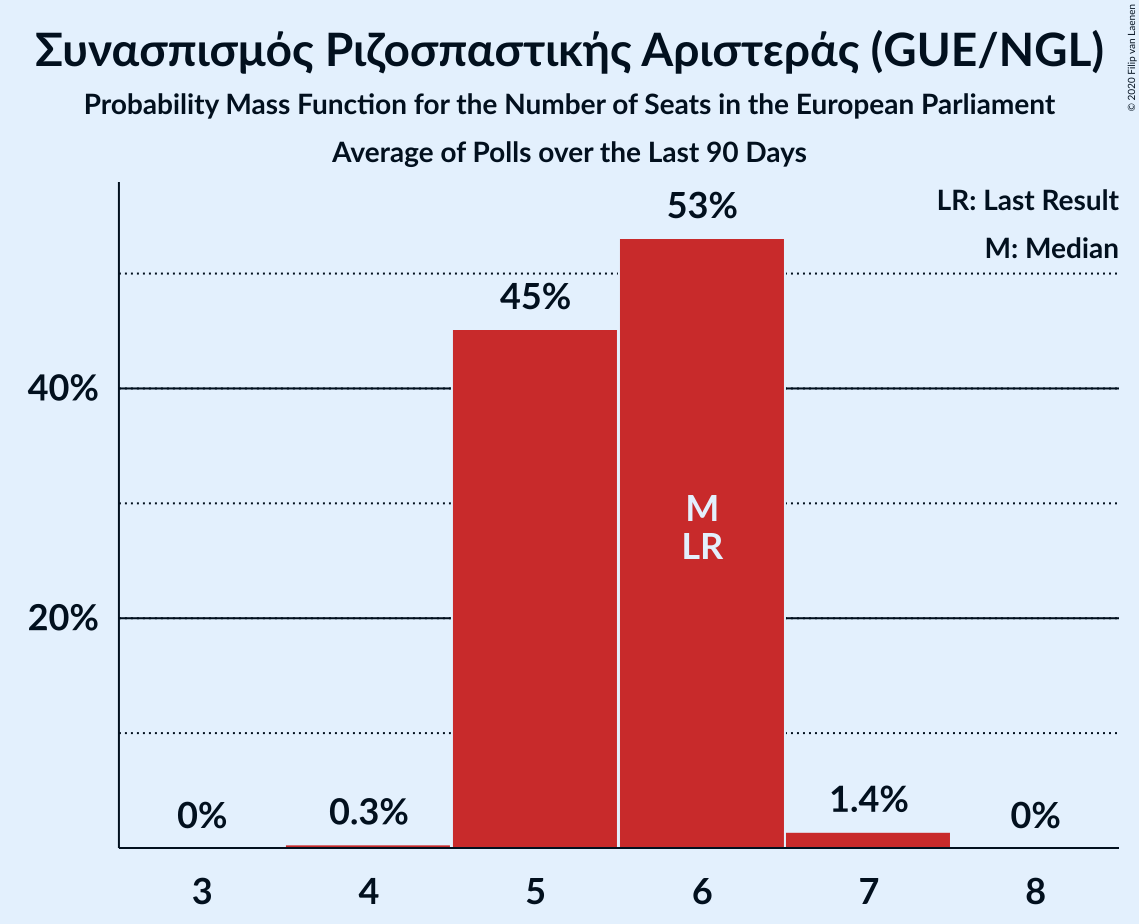 Συνασπισμός Ριζοσπαστικής Αριστεράς (GUE/NGL)
Probability Mass Function for the Number of Seats in the European Parliament
Average of Polls over the Last 90 Days
© 2020 Filip van Laenen
LR: Last Result
M: Median
53%
45%
40%
M
LR
20%
1.4%
0.3%
0%
0%
3
4
5
6
7
8